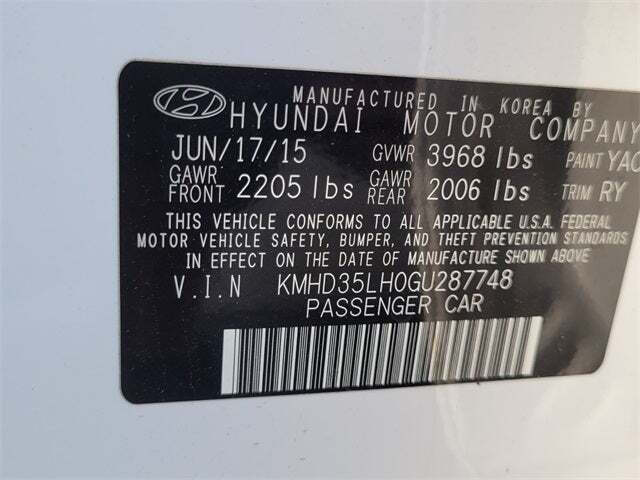 MANUFACTURED IN KOREA BY
HYUNDAI MOTOR COMPANY
JUN/17/15 GVWR 3968 lbs PAINT YAC
GAWR FRONT 2205 lbs GAWR REAR 2006 lbs TRIM RY
THIS VEHICLE CONFORMS TO ALL APPLICABLE U.S.A. FEDERAL
MOTOR VEHICLE SAFETY, BUMPER, AND THEFT PREVENTION STANDARDS
IN EFFECT ON THE DATE OF MANUFACTURE SHOWN ABOVE
V.I.N KMHD35LH0GU287748
PASSENGER CAR